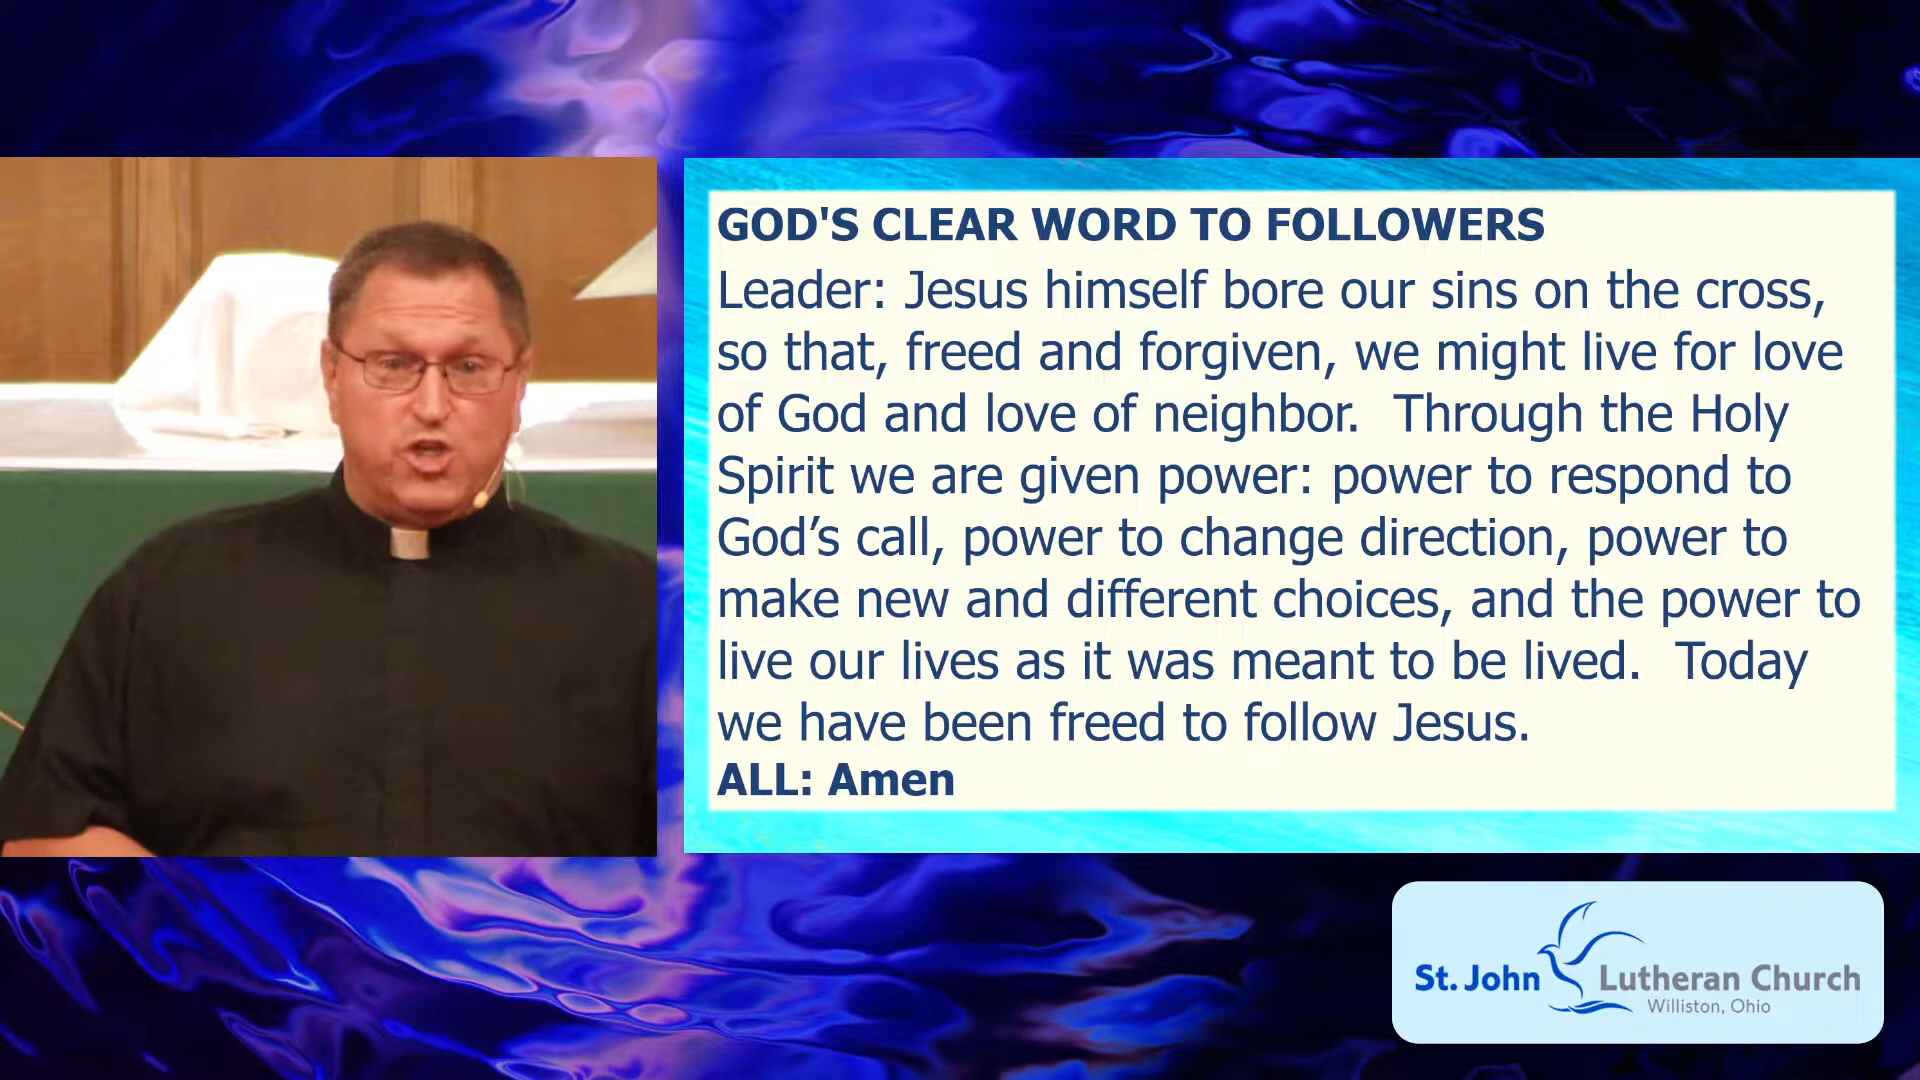 GOD'S CLEAR WORD TO FOLLOWERS
Leader: Jesus himself bore our sins on the cross,
so that, freed and forgiven, we might live for love
of God and love of neighbor.  Through the Holy
Spirit we are given power: power to respond to
God’s call, power to change direction, power to
make new and different choices, and the power to
live our lives as it was meant to be lived.  Today
we have been freed to follow Jesus.
ALL: Amen
St. John Lutheran Church
Williston, Ohio